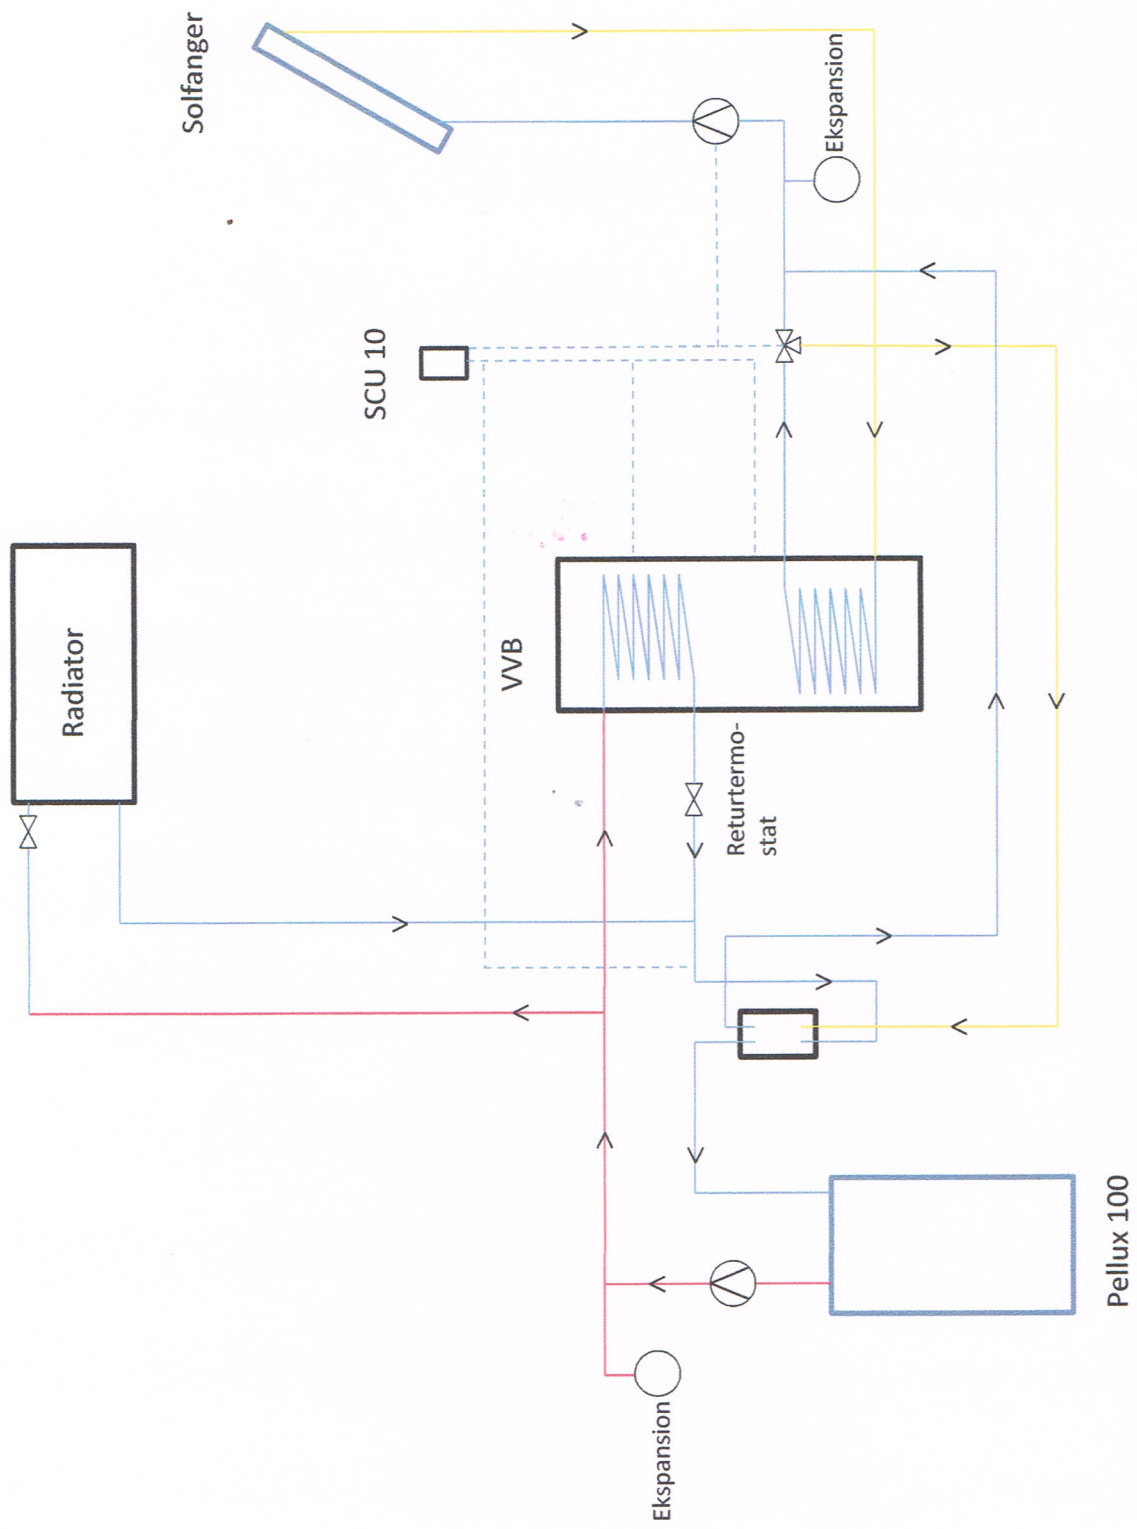 Solfanger
Ekspansion
SCU 10
Radiator
VVB
Returtermo-
stat
Ekspansion
Pellux 100